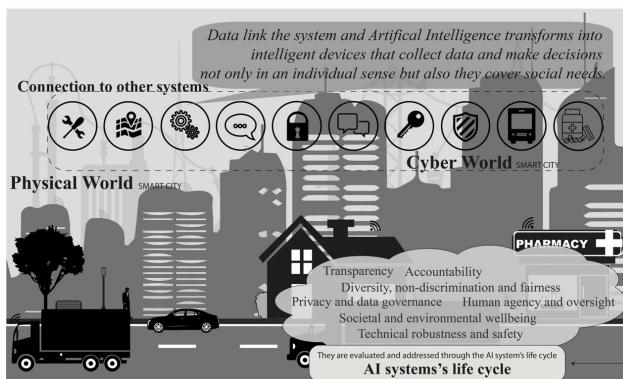 Data link the system and Artifical Intelligence transforms into
intelligent devices that collect data and make decisions
not only in an individual sense but also they cover social needs.
Connection to other systems
Cyber World SMART CITY
Physical World SMART CITY
PHARMACY
Transparency Accountability
Diversity, non-discrimination and fairness
Privacy and data governance Human agency and oversight
Societal and environmental wellbeing
Technical robustness and safety
They are evaluated and addressed through the AI system's life cycle
AI systems's life cycle